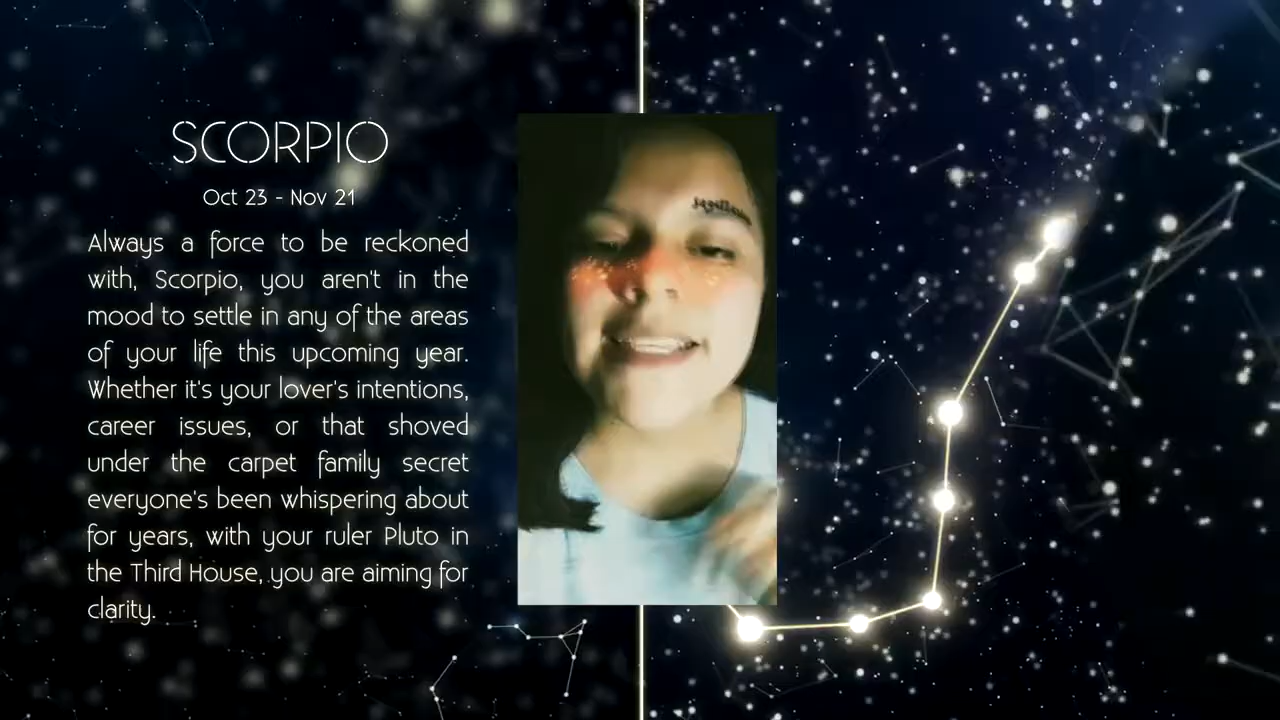 SCORPIO
Oct 23 - Nov 21
Always a force to be reckoned
with, Scorpio, you aren't in the
mood to settle in any of the areas
of your life this upcoming year.
Whether it's your lover's intentions,
career issues, or that shoved
under the carpet family secret
everyone's been whispering about
for years, with your ruler Pluto in
the Third House, you are aiming for
clarity.